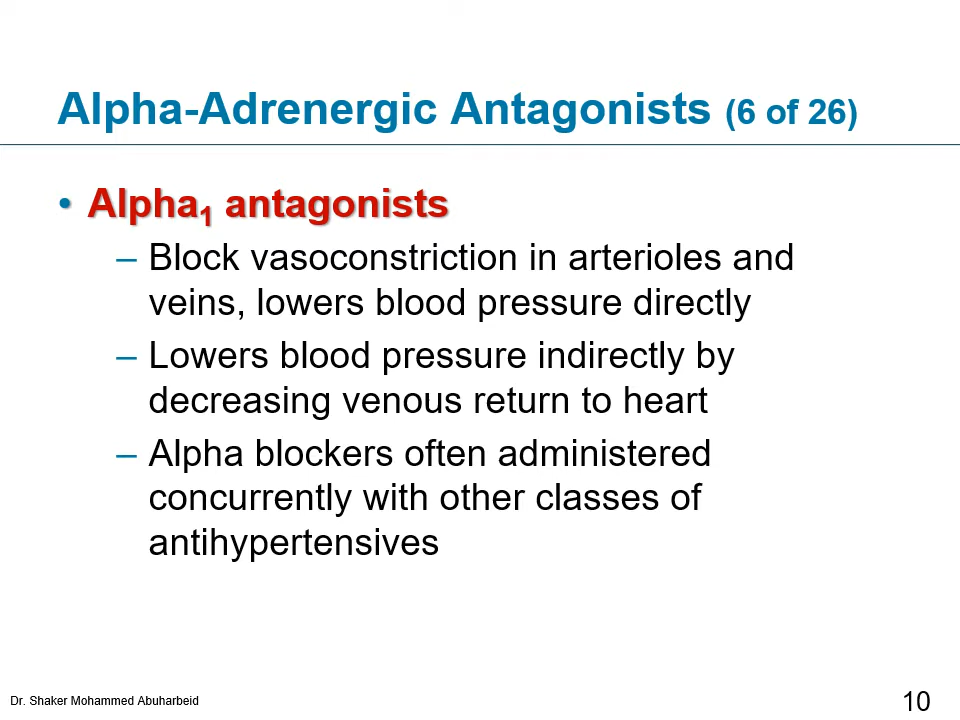 Alpha-Adrenergic Antagonists (6 of 26)
• Alpha₁ antagonists
– Block vasoconstriction in arterioles and
veins, lowers blood pressure directly
– Lowers blood pressure indirectly by
decreasing venous return to heart
– Alpha blockers often administered
concurrently with other classes of
antihypertensives
Dr. Shaker Mohammed Abuharbeid
10